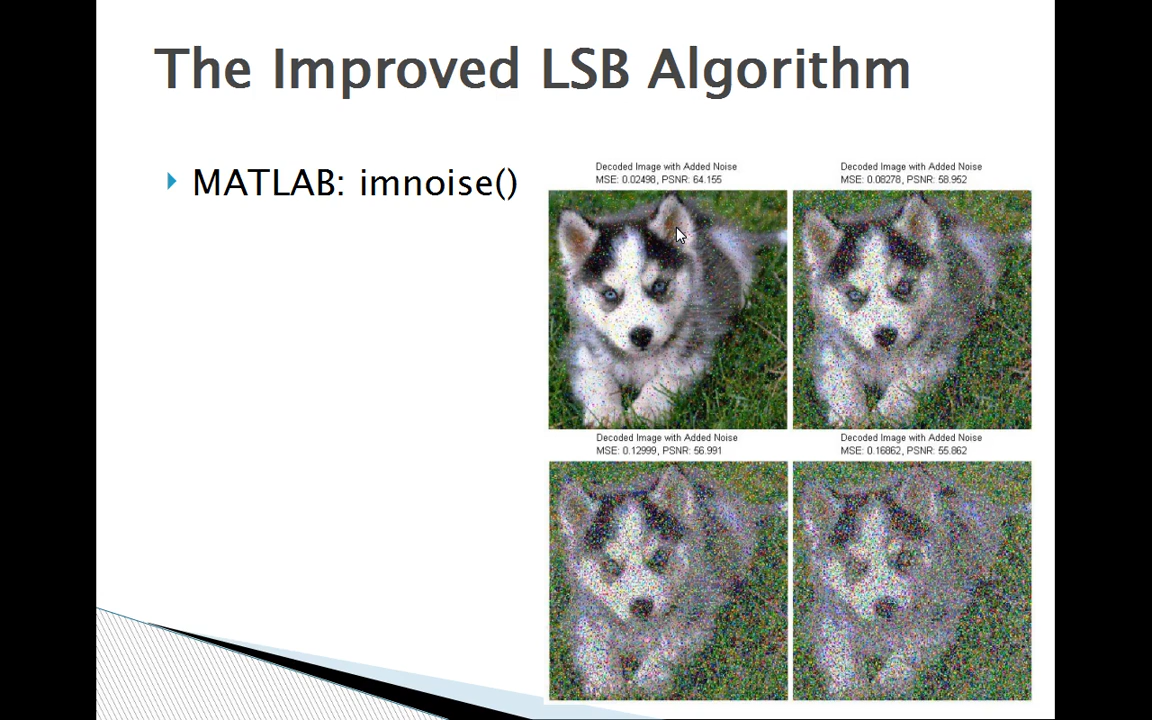 The Improved LSB Algorithm
MATLAB: imnoise()
Decoded Image with Added Noise
MSE: 0.02498, PSNR: 64.155
Decoded Image with Added Noise
MSE: 0.08278, PSNR: 58.952
Decoded Image with Added Noise
MSE: 0.12999, PSNR: 56.991
Decoded Image with Added Noise
MSE: 0.16862, PSNR: 55.862